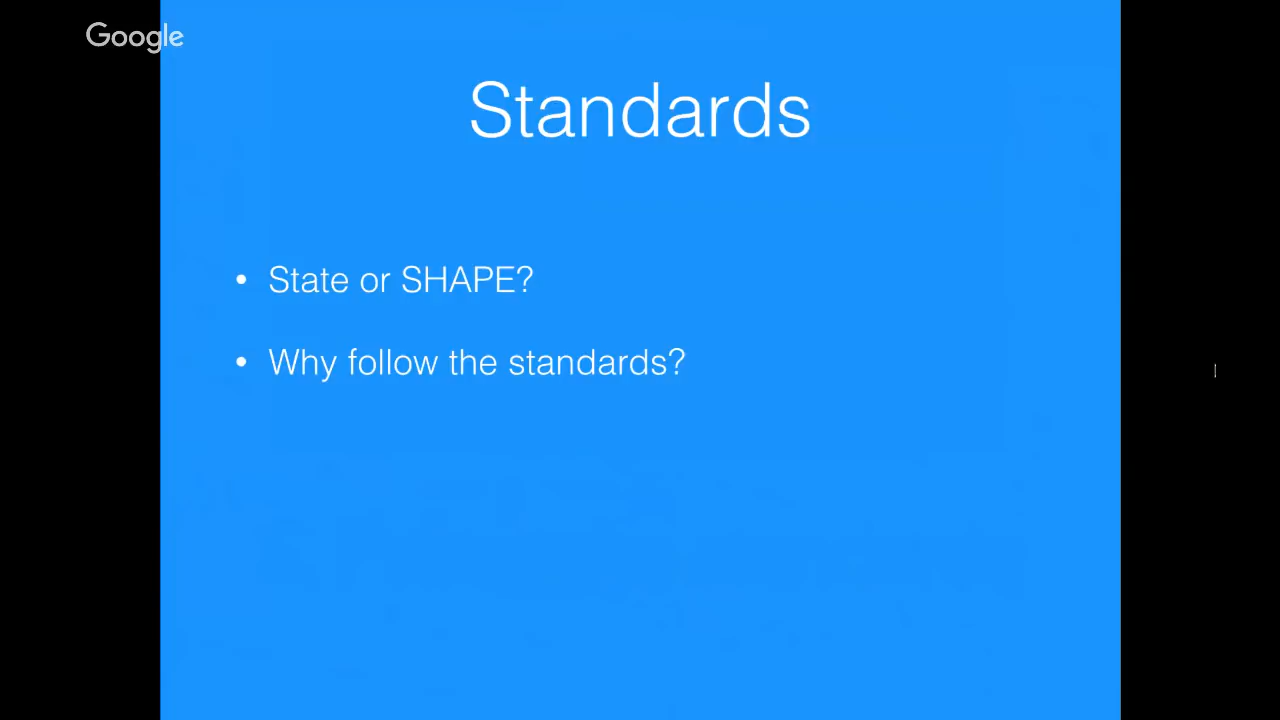 Google
Standards
• State or SHAPE?
• Why follow the standards?